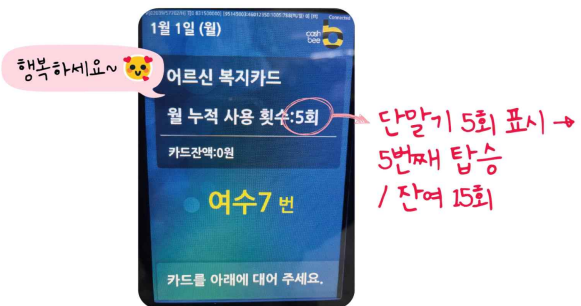 1월 1일 (월)
Connected
cash
bee
행복하세요~
어르신 복지카드
월 누적 사용 횟수:5회
카드잔액:0원
여수7 번
카드를 아래에 대어 주세요.
단말기 5회 표시 →
5번째 탑승
/ 잔여 15회